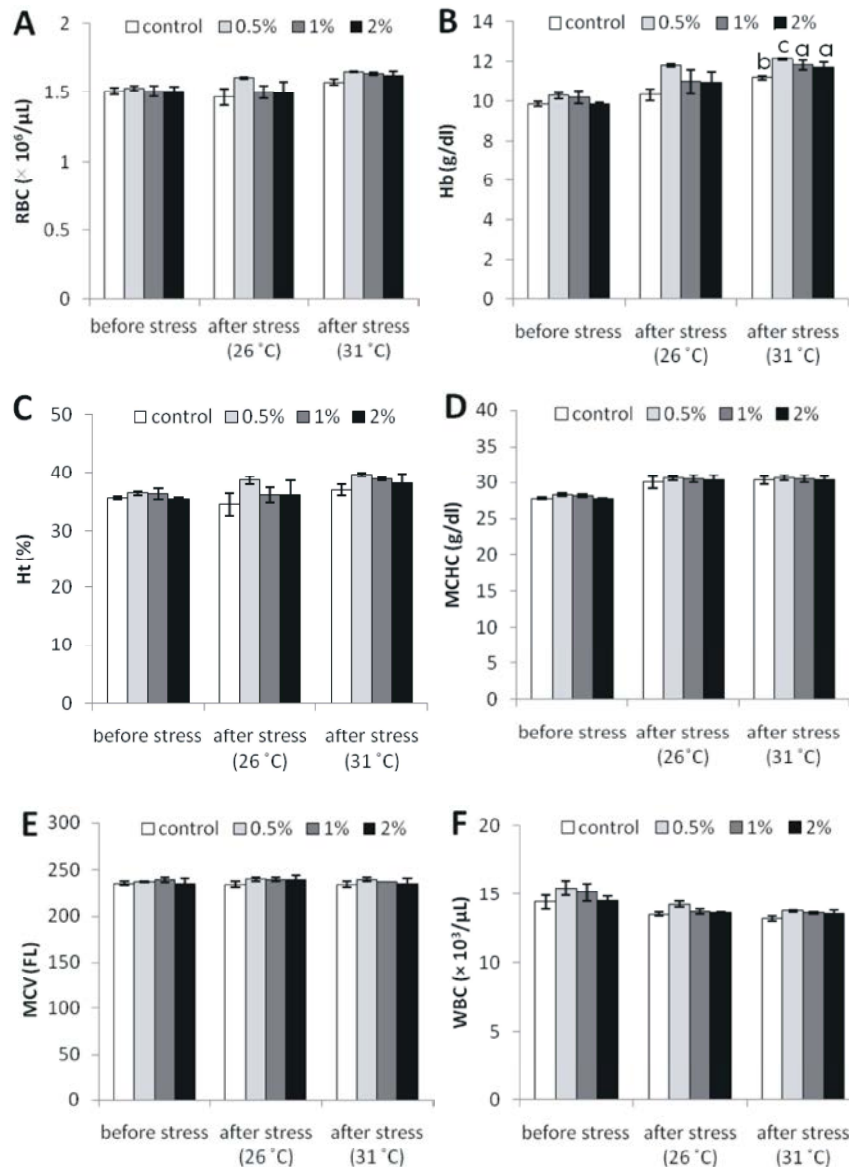 A
control 0.5% 1% 2%
2
1.5
1
0.5
0
RBC (× 10⁶/µL)
before stress after stress (26 ˚C) after stress (31 ˚C)
B
control 0.5% 1% 2%
14
12
10
8
6
4
2
0
Hb (g/dl)
b c a a
before stress after stress (26 ˚C) after stress (31 ˚C)
C
control 0.5% 1% 2%
50
40
30
20
10
0
Ht (%)
before stress after stress (26 ˚C) after stress (31 ˚C)
D
control 0.5% 1% 2%
40
35
30
25
20
15
10
5
0
MCHC (g/dl)
before stress after stress (26 ˚C) after stress (31 ˚C)
E
control 0.5% 1% 2%
300
250
200
150
100
50
0
MCV (FL)
before stress after stress (26 ˚C) after stress (31 ˚C)
F
control 0.5% 1% 2%
20
15
10
5
0
WBC (× 10³/µL)
before stress after stress (26 ˚C) after stress (31 ˚C)